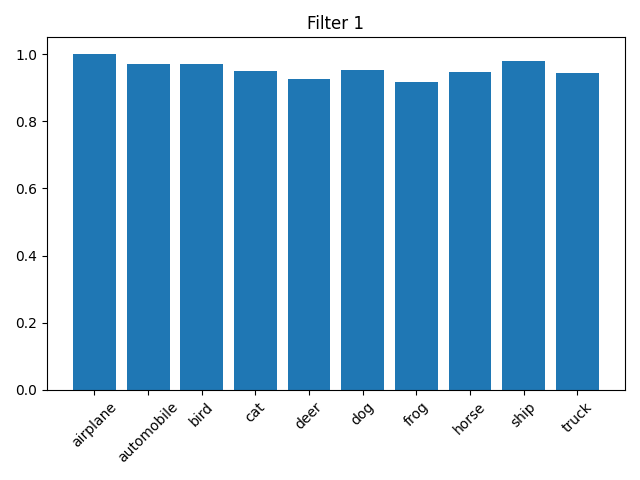 Filter 1
1.0
0.8
0.6
0.4
0.2
0.0
airplane
automobile
bird
cat
deer
dog
frog
horse
ship
truck